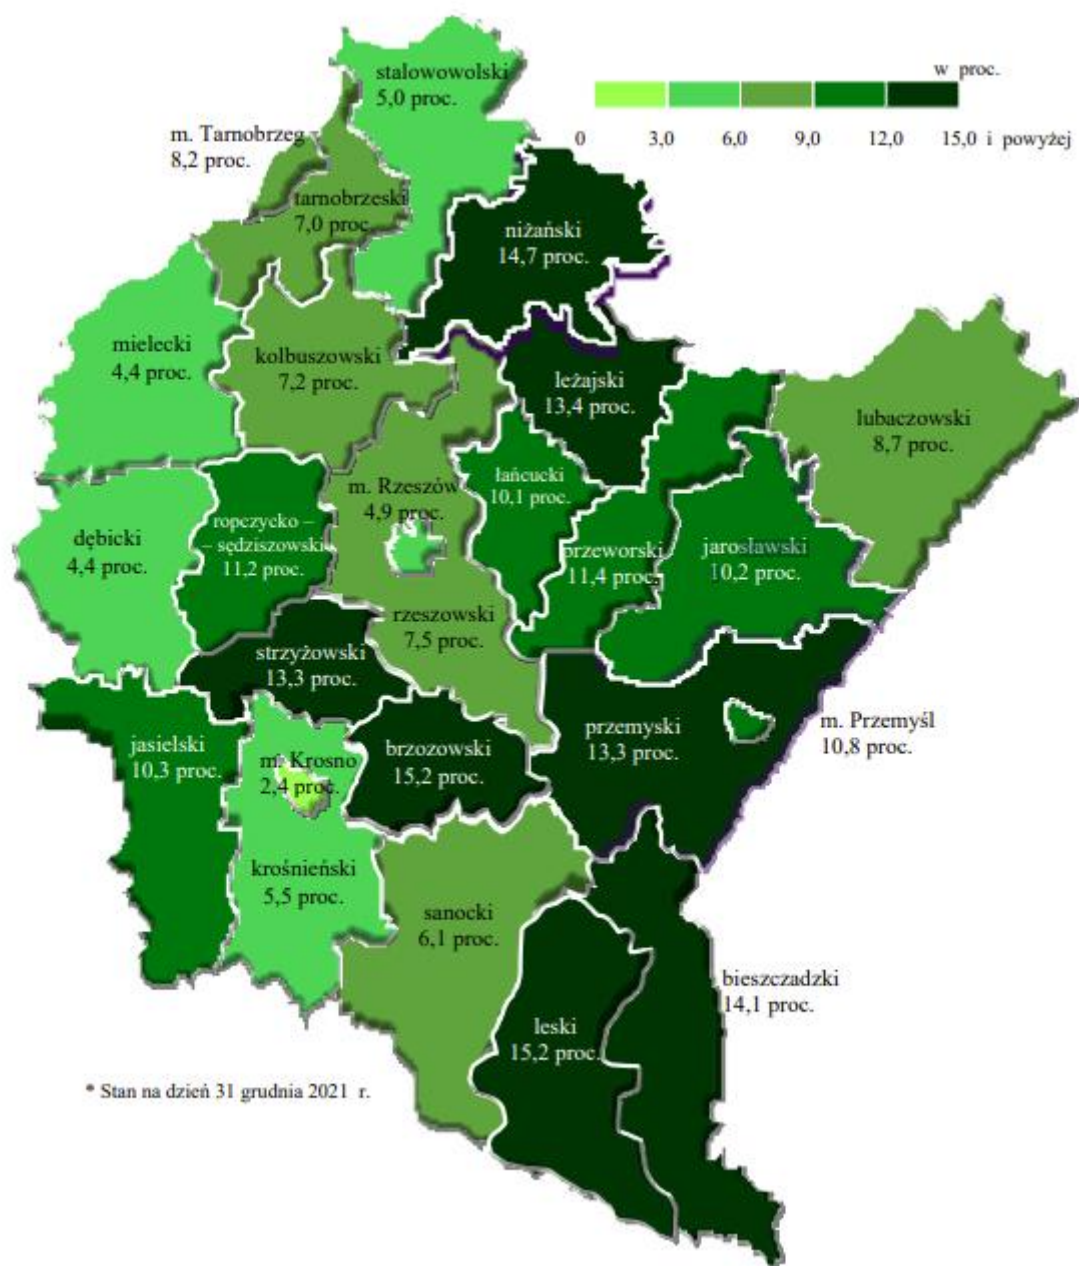 stalowowolski
5,0 proc.
w proc.
0 3,0 6,0 9,0 12,0 15,0 i powyżej
m. Tarnobrzeg
8,2 proc.
tarnobrzeski
7,0 proc.
niżański
14,7 proc.
mielecki
4,4 proc.
kolbuszowski
7,2 proc.
leżajski
13,4 proc.
lubaczowski
8,7 proc.
dębicki
4,4 proc.
ropczycko –
– sędziszowski
11,2 proc.
m. Rzeszów
4,9 proc.
łańcucki
10,1 proc.
przeworski
11,4 proc.
jarosławski
10,2 proc.
rzeszowski
7,5 proc.
strzyżowski
13,3 proc.
jasielski
10,3 proc.
m. Krosno
2,4 proc.
brzozowski
15,2 proc.
przemyski
13,3 proc.
m. Przemyśl
10,8 proc.
krośnieński
5,5 proc.
sanocki
6,1 proc.
bieszczadzki
14,1 proc.
leski
15,2 proc.
* Stan na dzień 31 grudnia 2021 r.